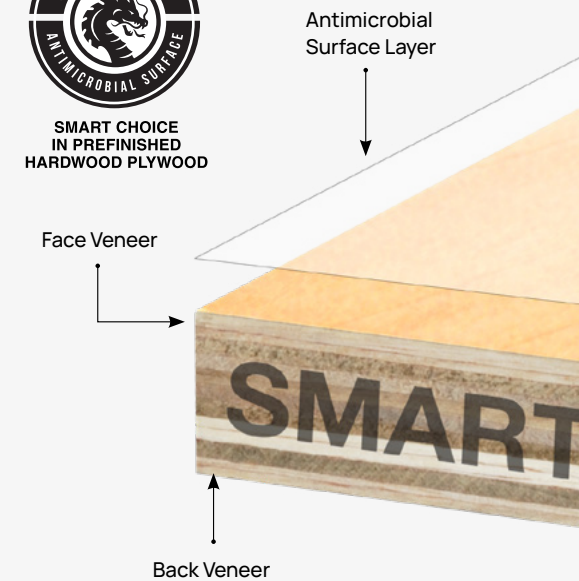 ANTIMICROBIAL SURFACE
SMART CHOICE
IN PREFINISHED
HARDWOOD PLYWOOD
Antimicrobial
Surface Layer
Face Veneer
SMART
Back Veneer